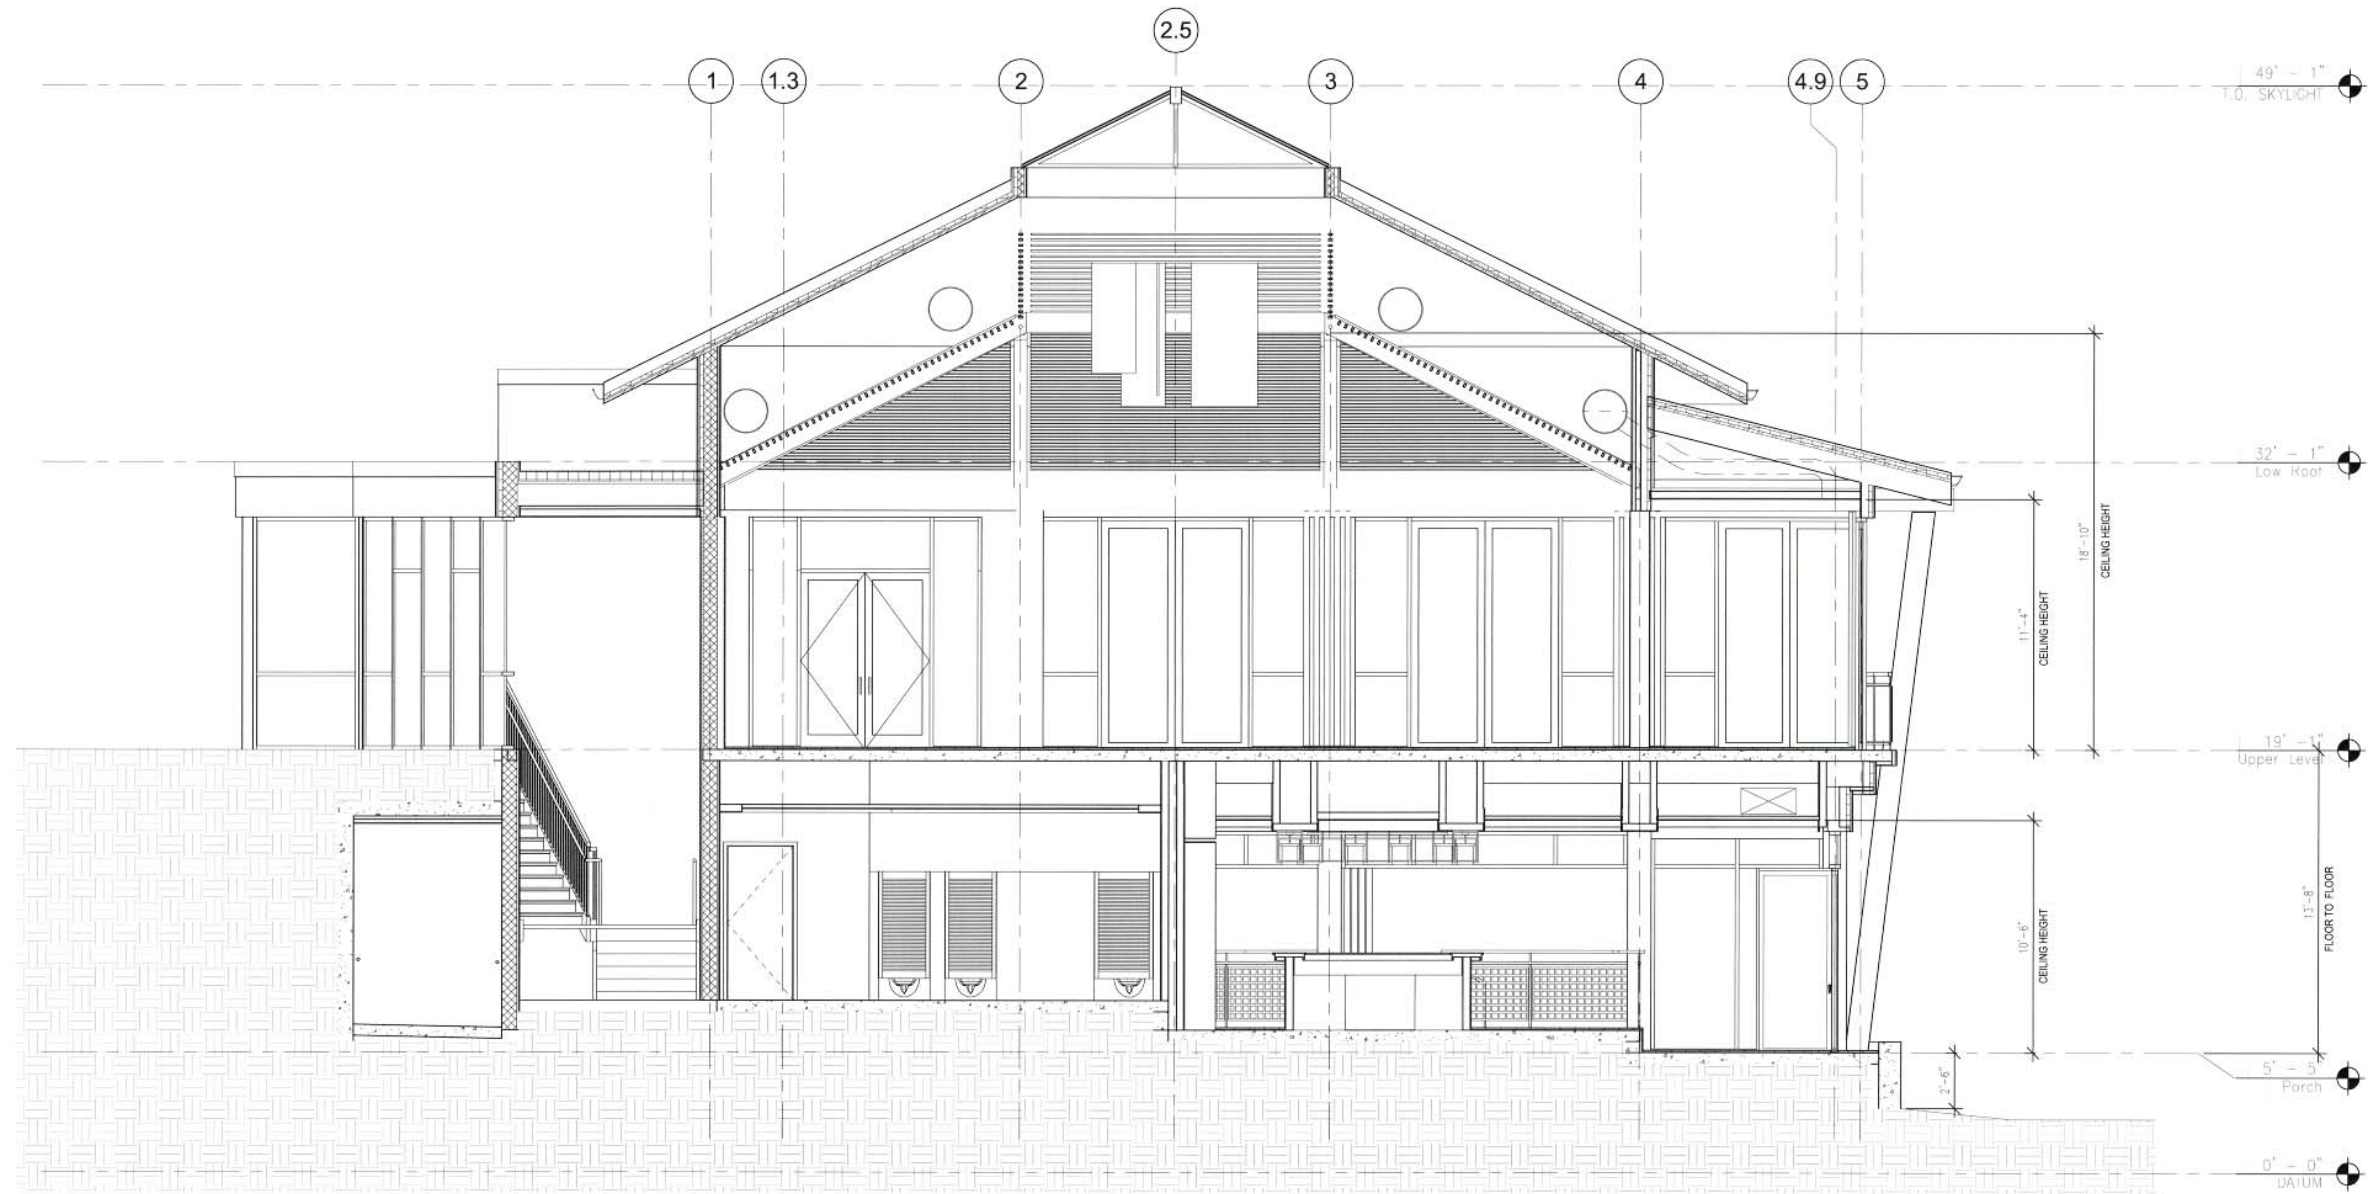 2.5
1
1.3
2
3
4
4.9
5
49' - 1"
T.O. SKYLIGHT
32' - 1"
Low Roof
18'-10"
CEILING HEIGHT
11'-4"
CEILING HEIGHT
19' -1"
Upper Level
13'-8"
FLOOR TO FLOOR
10'-6"
CEILING HEIGHT
2'-6"
5' - 5"
Porch
0' - 0"
DATUM